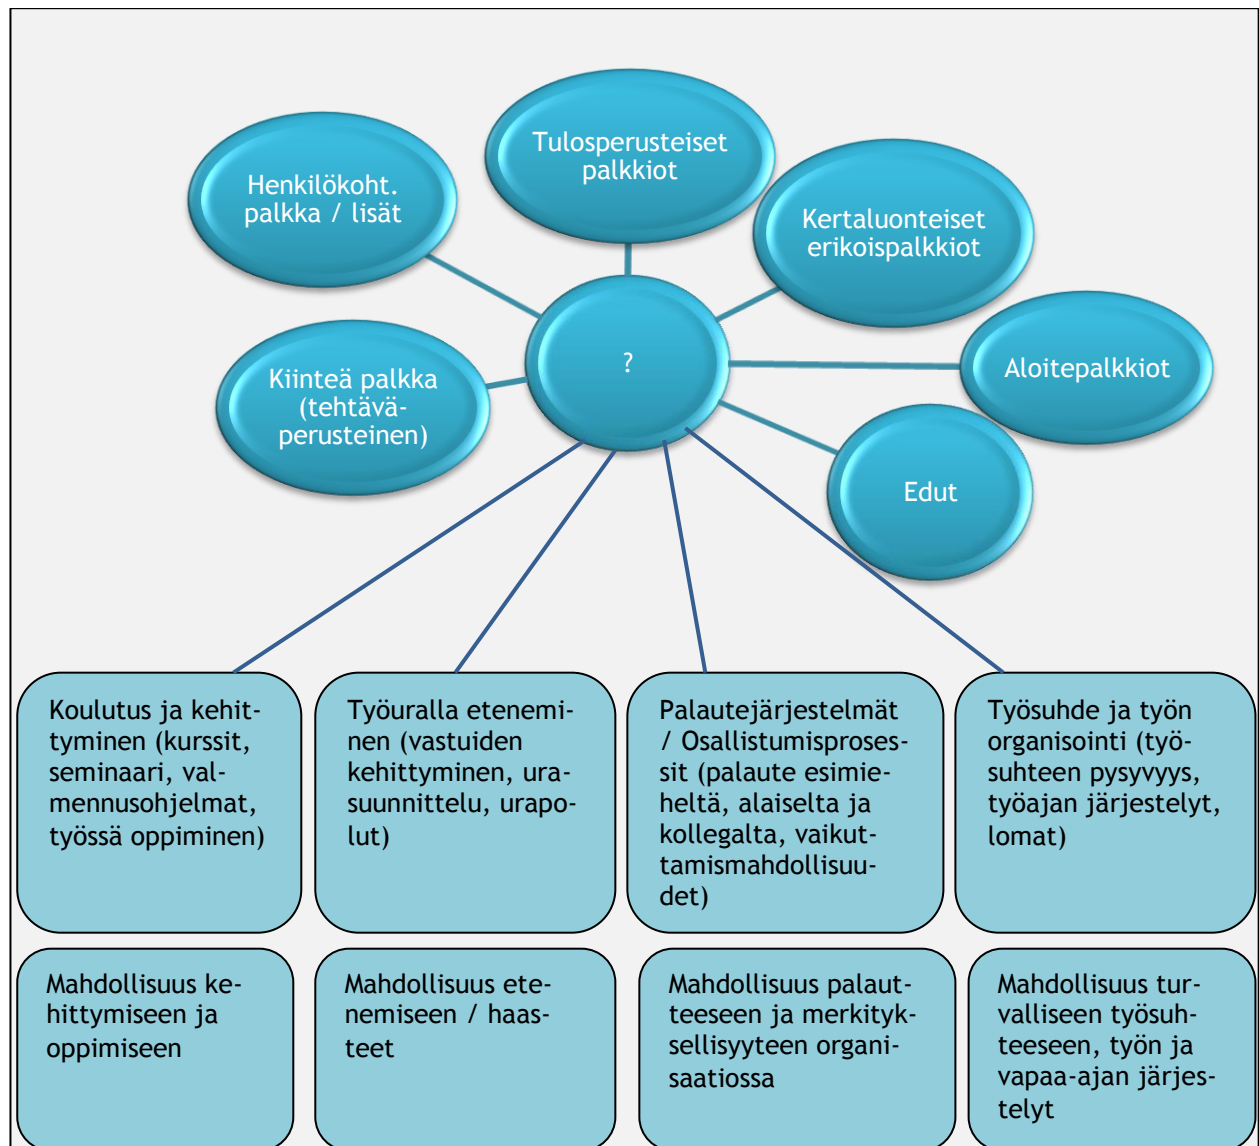 Tulosperusteiset
palkkiot
Henkilökoht.
palkka / lisät
Kertaluonteiset
erikoispalkkiot
?
Aloitepalkkiot
Kiinteä palkka
(tehtävä-
perusteinen)
Edut
Koulutus ja kehit-
tyminen (kurssit,
seminaari, val-
mennusohjelmat,
työssä oppiminen)
Työuralla etenemi-
nen (vastuiden
kehittyminen, ura-
suunnittelu, urapo-
lut)
Palautejärjestelmät
/ Osallistumisproses-
sit (palaute esimie-
heltä, alaiselta ja
kollegalta, vaikut-
tamismahdollisuu-
det)
Työsuhde ja työn
organisointi (työ-
suhteen pysyvyys,
työajan järjestelyt,
lomat)
Mahdollisuus ke-
hittymiseen ja
oppimiseen
Mahdollisuus ete-
nemiseen / haas-
teet
Mahdollisuus palaut-
teeseen ja merkityk-
sellisyyteen organi-
saatiossa
Mahdollisuus tur-
valliseen työsuh-
teeseen, työn ja
vapaa-ajan järjes-
telyt